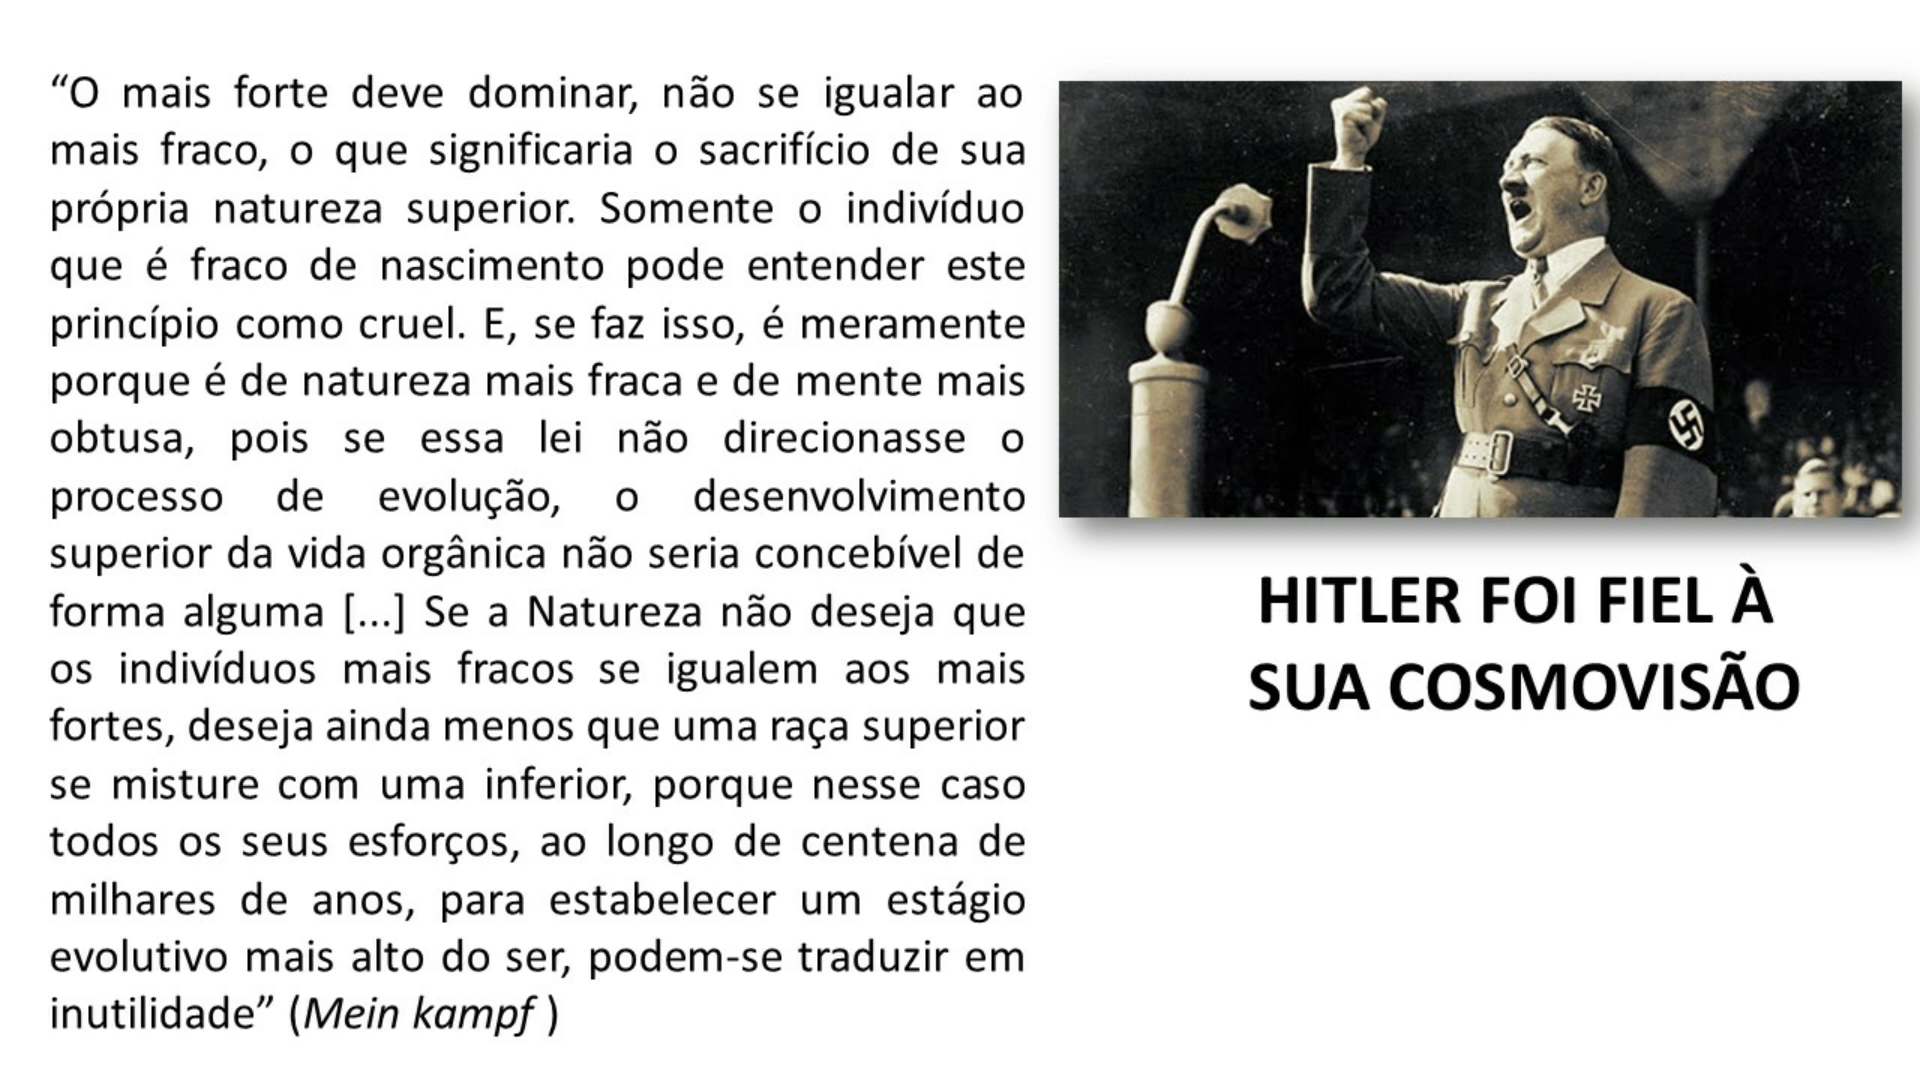 “O mais forte deve dominar, não se igualar ao
mais fraco, o que significaria o sacrifício de sua
própria natureza superior. Somente o indivíduo
que é fraco de nascimento pode entender este
princípio como cruel. E, se faz isso, é meramente
porque é de natureza mais fraca e de mente mais
obtusa, pois se essa lei não direcionasse o
processo de evolução, o desenvolvimento
superior da vida orgânica não seria concebível de
forma alguma [...] Se a Natureza não deseja que
os indivíduos mais fracos se igualem aos mais
fortes, deseja ainda menos que uma raça superior
se misture com uma inferior, porque nesse caso
todos os seus esforços, ao longo de centena de
milhares de anos, para estabelecer um estágio
evolutivo mais alto do ser, podem-se traduzir em
inutilidade” (Mein kampf )
HITLER FOI FIEL À
SUA COSMOVISÃO